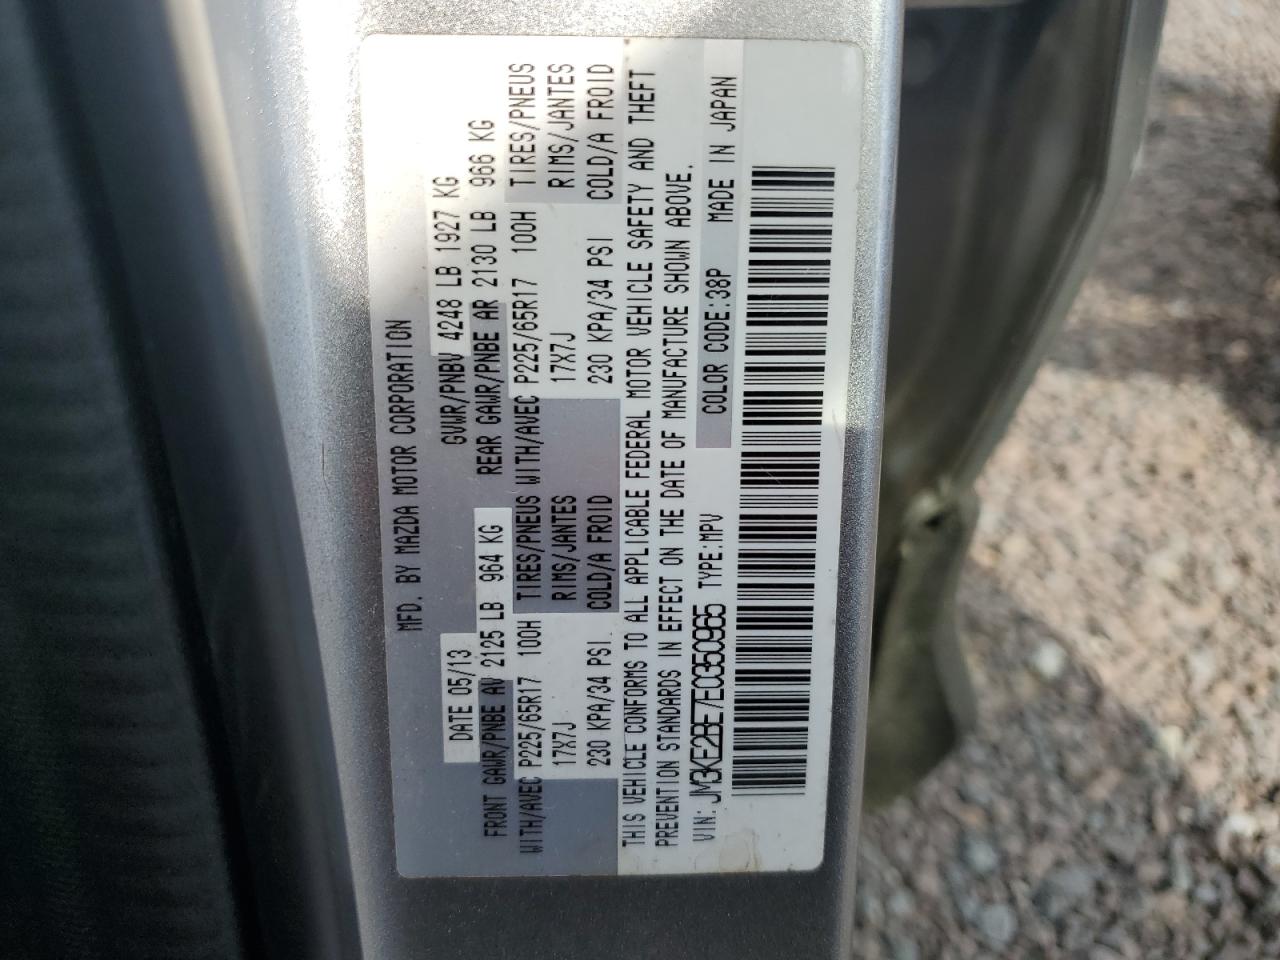 MFD. BY MAZDA MOTOR CORPORATION
DATE 05/13 GVWR/PNBV 4248 LB 1927 KG
FRONT GAWR/PNBE AV 2125 LB 964 KG REAR GAWR/PNBE AR 2130 LB 966 KG
WITH/AVEC P225/65R17 100H TIRES/PNEUS WITH/AVEC P225/65R17 100H TIRES/PNEUS
17X7J RIMS/JANTES 17X7J RIMS/JANTES
230 KPA/34 PSI. COLD/A FROID 230 KPA/34 PSI COLD/A FROID
THIS VEHICLE CONFORMS TO ALL APPLICABLE FEDERAL MOTOR VEHICLE SAFETY AND THEFT
PREVENTION STANDARDS IN EFFECT ON THE DATE OF MANUFACTURE SHOWN ABOVE.
VIN: JM3KE2BE7E0350965 TYPE:MPV COLOR CODE:38P MADE IN JAPAN